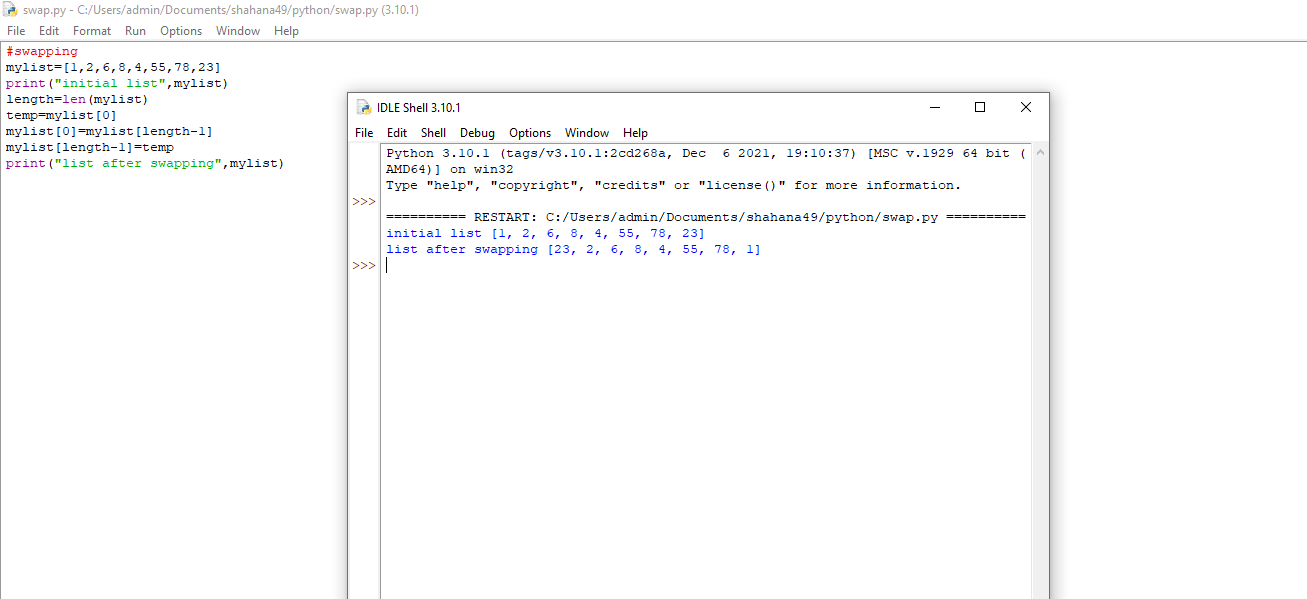 swap.py - C:/Users/admin/Documents/shahana49/python/swap.py (3.10.1)
File Edit Format Run Options Window Help
#swapping
mylist=[1,2,6,8,4,55,78,23]
print("initial list",mylist)
length=len(mylist)
temp=mylist[0]
mylist[0]=mylist[length-1]
mylist[length-1]=temp
print("list after swapping",mylist)
IDLE Shell 3.10.1
File Edit Shell Debug Options Window Help
Python 3.10.1 (tags/v3.10.1:2cd268a, Dec  6 2021, 19:10:37) [MSC v.1929 64 bit (
AMD64)] on win32
Type "help", "copyright", "credits" or "license()" for more information.
>>>
========== RESTART: C:/Users/admin/Documents/shahana49/python/swap.py ==========
initial list [1, 2, 6, 8, 4, 55, 78, 23]
list after swapping [23, 2, 6, 8, 4, 55, 78, 1]
>>>